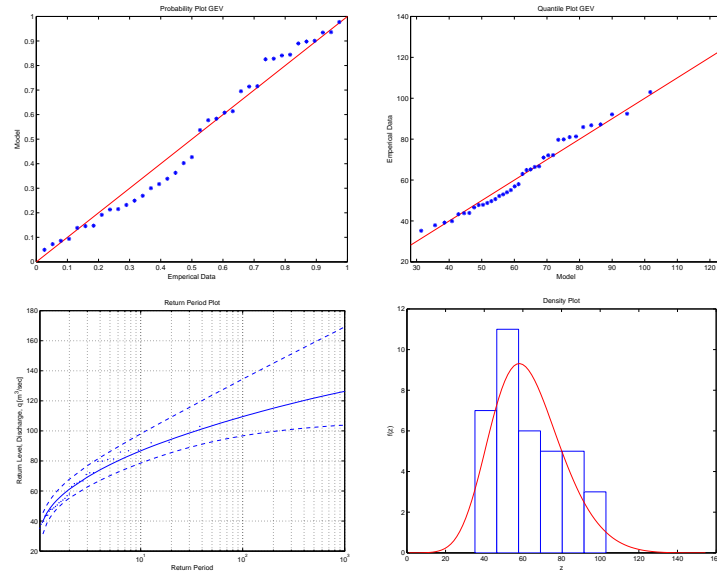 Probability Plot GEV
1
0.9
0.8
0.7
0.6
0.5
0.4
0.3
0.2
0.1
0
Model
0 0.1 0.2 0.3 0.4 0.5 0.6 0.7 0.8 0.9 1
Emperical Data
Quantile Plot GEV
140
120
100
80
60
40
20
Emperical Data
30 40 50 60 70 80 90 100 110 120
Model
Return Period Plot
180
160
140
120
100
80
60
40
20
Return Level, Discharge, q [m³/sec]
10¹ 10² 10³
Return Period
Density Plot
12
10
8
6
4
2
0
f(z)
0 20 40 60 80 100 120 140 160
z